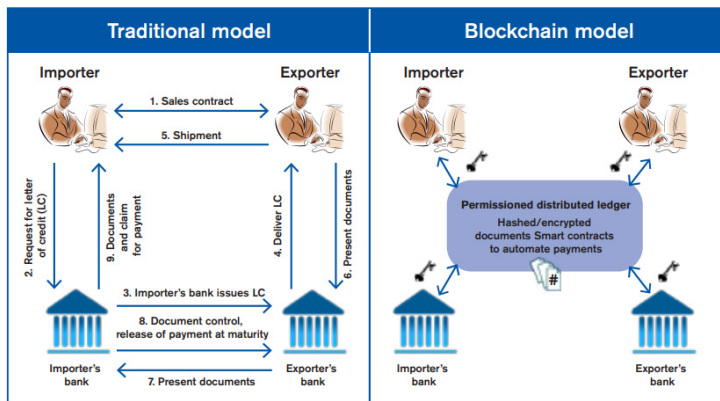 Traditional model
Blockchain model
Importer
Exporter
1. Sales contract
5. Shipment
2. Request for letter
of credit (LC)
9. Documents
and claim
for payment
4. Deliver LC
6. Present documents
3. Importer's bank issues LC
8. Document control,
release of payment at maturity
7. Present documents
Importer's
bank
Exporter's
bank
Importer
Exporter
Permissioned distributed ledger
Hashed/encrypted
documents Smart contracts
to automate payments
#
Importer's
bank
Exporter's
bank